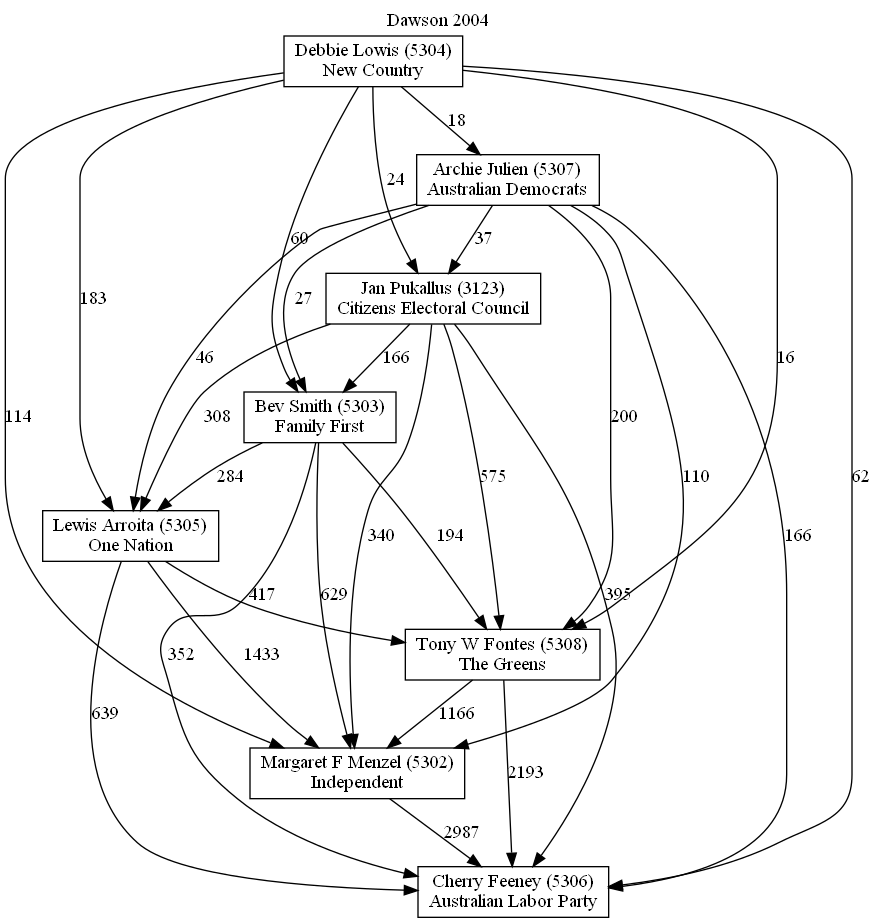 Dawson 2004
Debbie Lowis (5304)
New Country
18
Archie Julien (5307)
Australian Democrats
24
60
37
Jan Pukallus (3123)
Citizens Electoral Council
183
27
46
166
16
Bev Smith (5303)
Family First
114
308
200
284
575
194
110
62
Lewis Arroita (5305)
One Nation
340
166
417
629
395
Tony W Fontes (5308)
The Greens
352
1433
639
1166
Margaret F Menzel (5302)
Independent
2193
2987
Cherry Feeney (5306)
Australian Labor Party